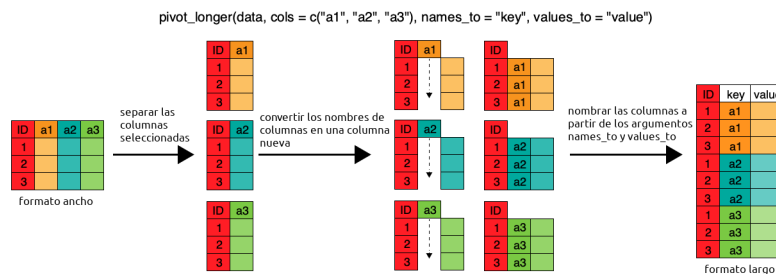 pivot_longer(data, cols = c("a1", "a2", "a3"), names_to = "key", values_to = "value")
ID a1 a2 a3
1
2
3
formato ancho
separar las
columnas
seleccionadas
ID a1
1
2
3
ID a2
1
2
3
ID a3
1
2
3
convertir los nombres de
columnas en una columna
nueva
ID a1
1
2
3
ID a2
1
2
3
ID a3
1
2
3
ID
1 a1
2 a1
3 a1
ID
1 a2
2 a2
3 a2
ID
1 a3
2 a3
3 a3
nombrar las columnas a
partir de los argumentos
names_to y values_to
ID key value
1 a1
2 a1
3 a1
1 a2
2 a2
3 a2
1 a3
2 a3
3 a3
formato largo